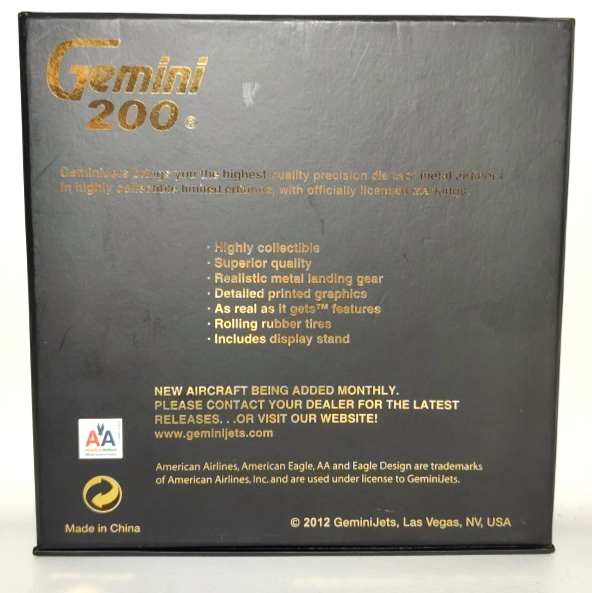 Gemini
200®
GeminiJets brings you the highest quality precision die cast metal airliners
in highly collectible limited editions, with officially licensed markings.
· Highly collectible
· Superior quality
· Realistic metal landing gear
· Detailed printed graphics
· As real as it gets™ features
· Rolling rubber tires
· Includes display stand
NEW AIRCRAFT BEING ADDED MONTHLY.
PLEASE CONTACT YOUR DEALER FOR THE LATEST
RELEASES. . .OR VISIT OUR WEBSITE!
www.geminijets.com
AA
American Airlines, American Eagle, AA and Eagle Design are trademarks
of American Airlines, Inc. and are used under license to GeminiJets.
Made in China
© 2012 GeminiJets, Las Vegas, NV, USA